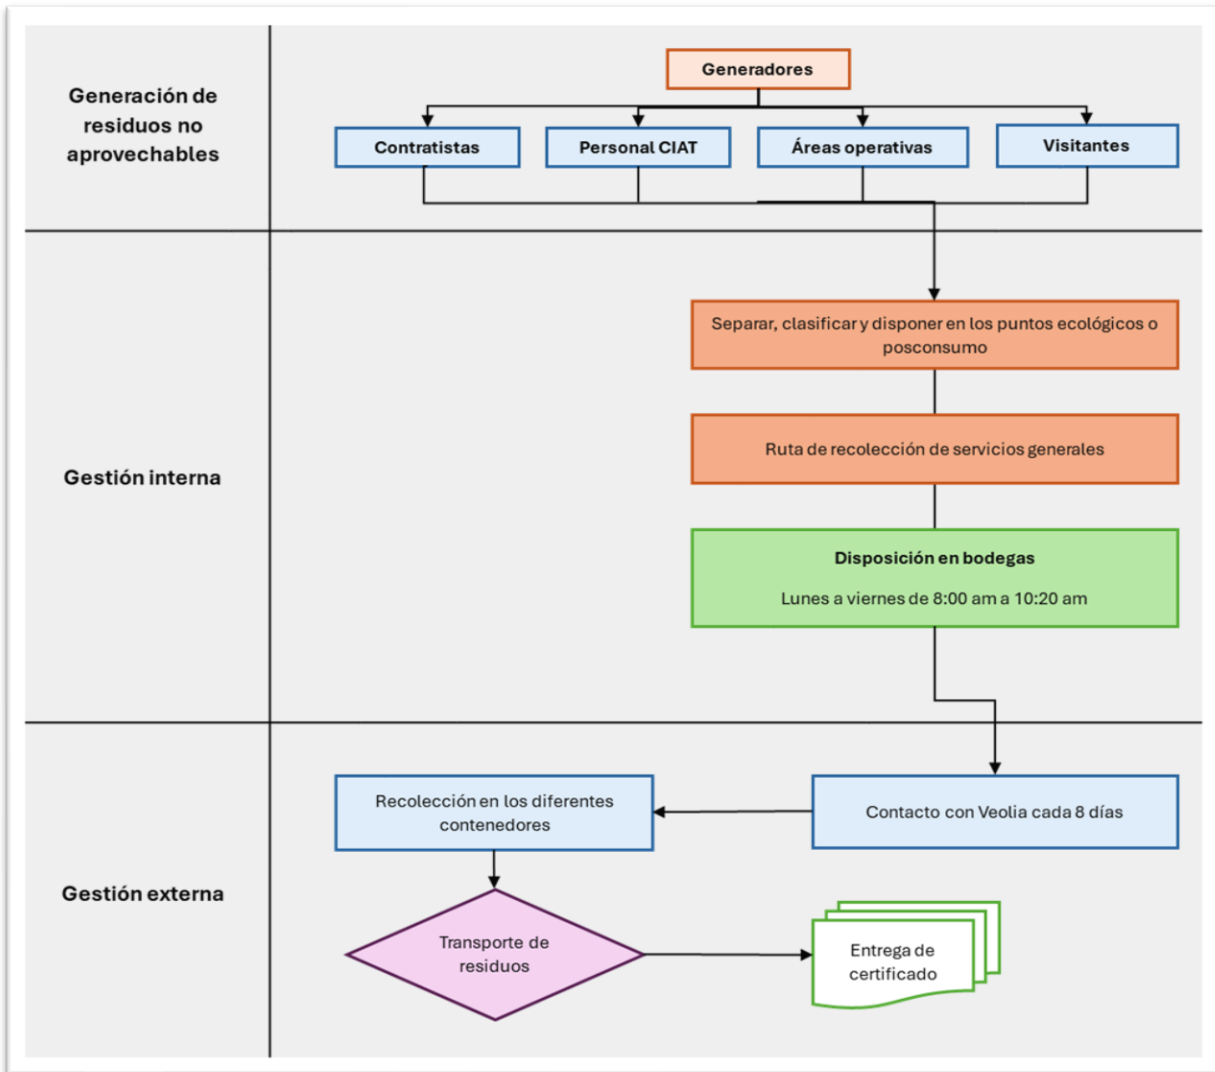 Generación de
residuos no
aprovechables
Generadores
Contratistas
Personal CIAT
Áreas operativas
Visitantes
Gestión interna
Separar, clasificar y disponer en los puntos ecológicos o
posconsumo
Ruta de recolección de servicios generales
Disposición en bodegas
Lunes a viernes de 8:00 am a 10:20 am
Gestión externa
Recolección en los diferentes
contenedores
Contacto con Veolia cada 8 días
Transporte de
residuos
Entrega de
certificado